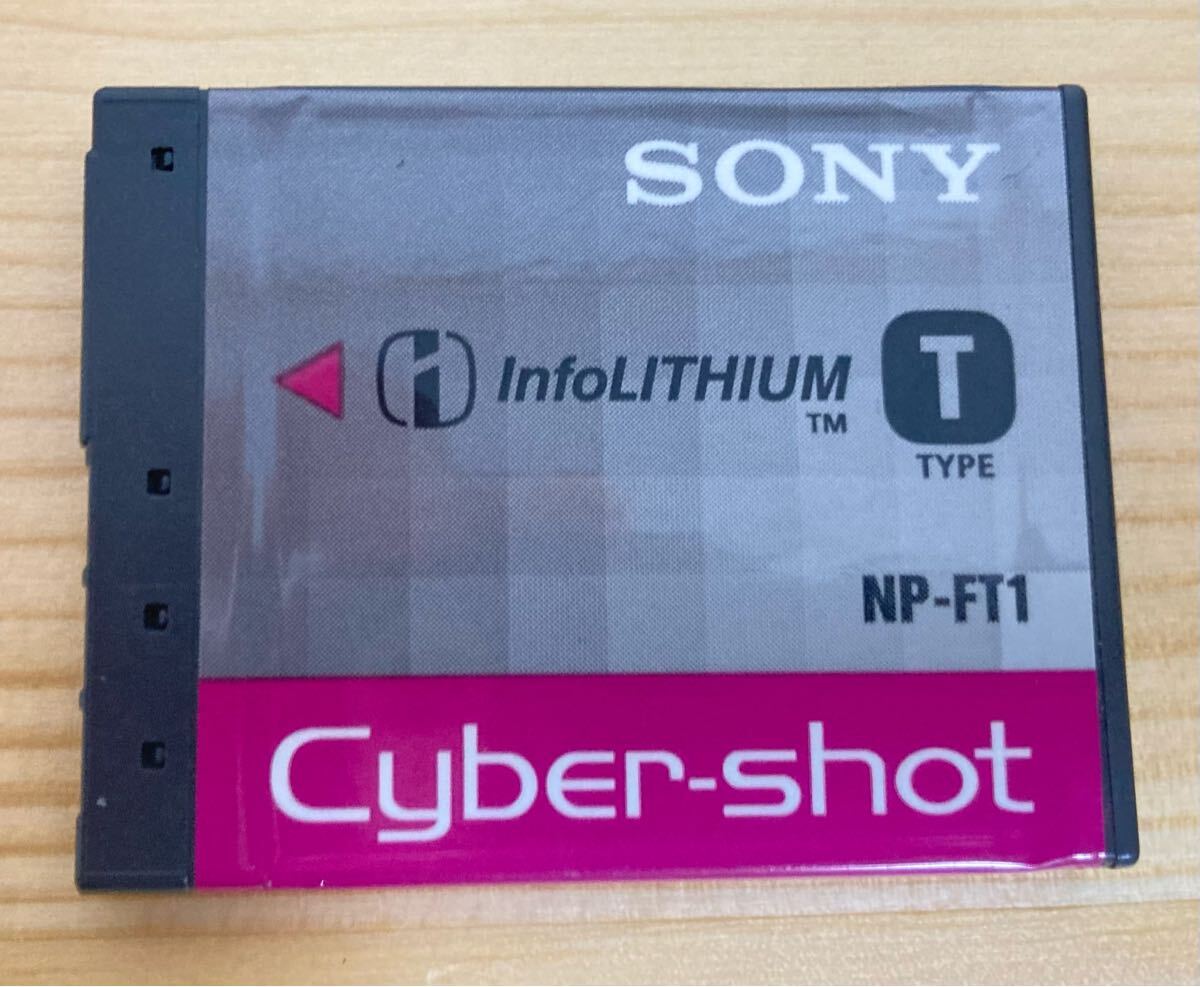 SONY
InfoLITHIUM
TM
T
TYPE
NP-FT1
Cyber-shot